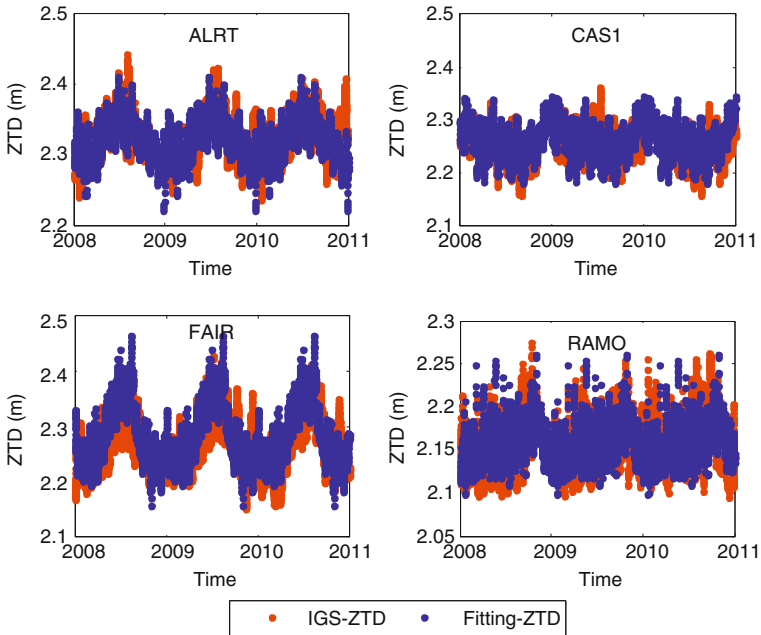 ALRT
2.5
2.4
2.3
2.2
ZTD (m)
2008
2009
2010
2011
Time
CAS1
2.5
2.4
2.3
2.2
2.1
ZTD (m)
2008
2009
2010
2011
Time
FAIR
2.5
2.4
2.3
2.2
2.1
ZTD (m)
2008
2009
2010
2011
Time
RAMO
2.3
2.25
2.2
2.15
2.1
2.05
ZTD (m)
2008
2009
2010
2011
Time
IGS-ZTD
Fitting-ZTD